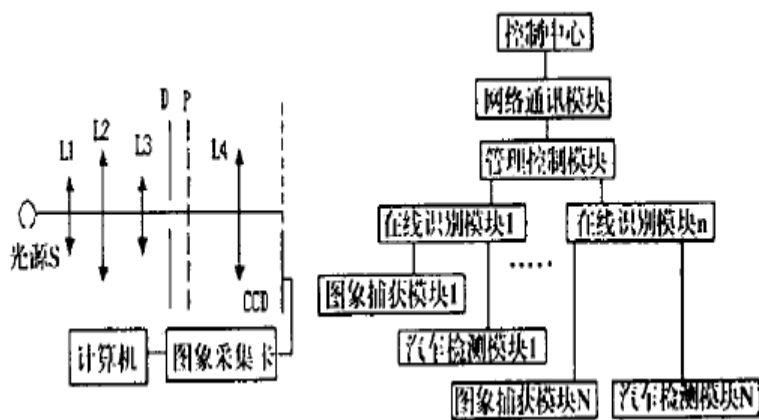 D P
L1 L2 L3 L4
光源S
CCD
计算机 图象采集卡
控制中心
网络通讯模块
管理控制模块
在线识别模块1 在线识别模块n
·····
图象捕获模块1
汽车检测模块1
图象捕获模块N 汽车检测模块N